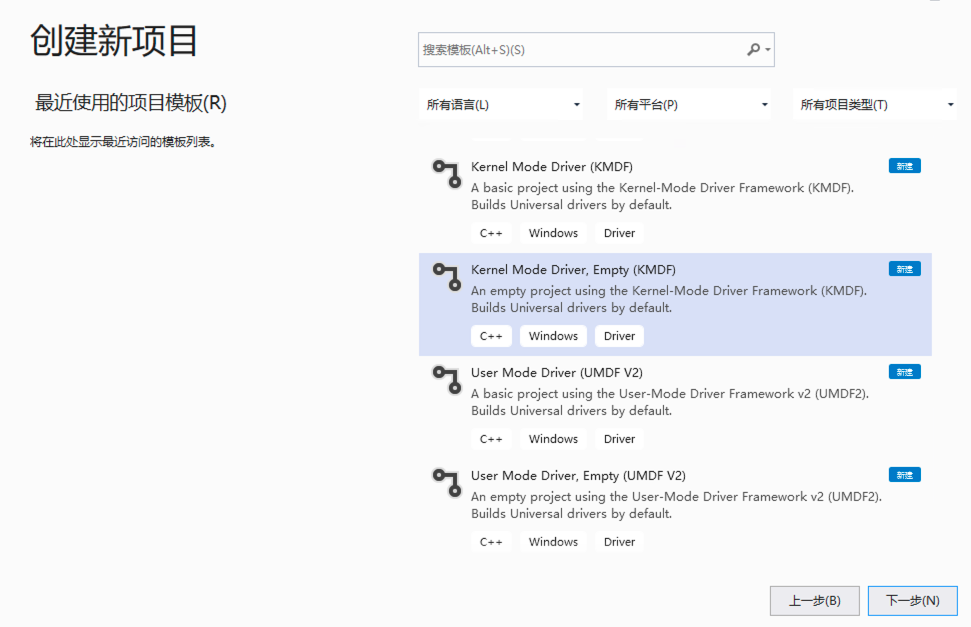 创建新项目
最近使用的项目模板(R)
将在此处显示最近访问的模板列表。
搜索模板(Alt+S)(S)
所有语言(L)
所有平台(P)
所有项目类型(T)
Kernel Mode Driver (KMDF)
新建
A basic project using the Kernel-Mode Driver Framework (KMDF).
Builds Universal drivers by default.
C++ Windows Driver
Kernel Mode Driver, Empty (KMDF)
新建
An empty project using the Kernel-Mode Driver Framework (KMDF).
Builds Universal drivers by default.
C++ Windows Driver
User Mode Driver (UMDF V2)
新建
A basic project using the User-Mode Driver Framework v2 (UMDF2).
Builds Universal drivers by default.
C++ Windows Driver
User Mode Driver, Empty (UMDF V2)
新建
An empty project using the User-Mode Driver Framework v2 (UMDF2).
Builds Universal drivers by default.
C++ Windows Driver
上一步(B)
下一步(N)